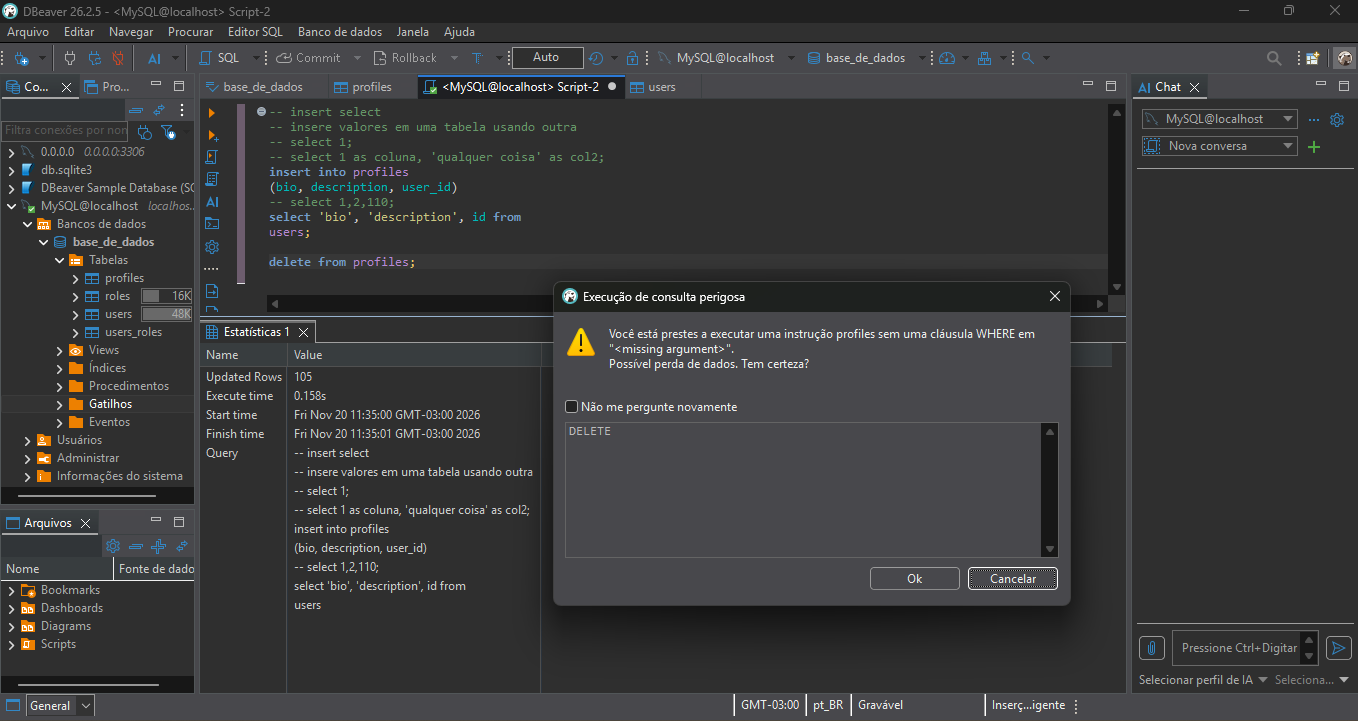 DBeaver 26.2.5 - <MySQL@localhost> Script-2
Arquivo Editar Navegar Procurar Editor SQL Banco de dados Janela Ajuda
AI SQL Commit Rollback T Auto MySQL@localhost base_de_dados
Co... Pro...
Filtra conexões por nom
0.0.0.0 0.0.0.0:3306
db.sqlite3
DBeaver Sample Database (SQ
MySQL@localhost localhos...
Bancos de dados
base_de_dados
Tabelas
profiles
roles 16K
users 48K
users_roles
Views
Índices
Procedimentos
Gatilhos
Eventos
Usuários
Administrar
Informações do sistema
Arquivos
Nome Fonte de dado
Bookmarks
Dashboards
Diagrams
Scripts
General
base_de_dados profiles <MySQL@localhost> Script-2 users
AI
-- insert select
-- insere valores em uma tabela usando outra
-- select 1;
-- select 1 as coluna, 'qualquer coisa' as col2;
insert into profiles
(bio, description, user_id)
-- select 1,2,110;
select 'bio', 'description', id from
users;
delete from profiles;
Estatísticas 1
Name Value
Updated Rows 105
Execute time 0.158s
Start time Fri Nov 20 11:35:00 GMT-03:00 2026
Finish time Fri Nov 20 11:35:01 GMT-03:00 2026
Query -- insert select
-- insere valores em uma tabela usando outra
-- select 1;
-- select 1 as coluna, 'qualquer coisa' as col2;
insert into profiles
(bio, description, user_id)
-- select 1,2,110;
select 'bio', 'description', id from
users
Execução de consulta perigosa
Você está prestes a executar uma instrução profiles sem uma cláusula WHERE em
"<missing argument>".
Possível perda de dados. Tem certeza?
Não me pergunte novamente
DELETE
Ok Cancelar
AI Chat
MySQL@localhost
Nova conversa
Pressione Ctrl+Digitar
Selecionar perfil de IA Seleciona...
GMT-03:00 pt_BR Gravável Inserç...igente